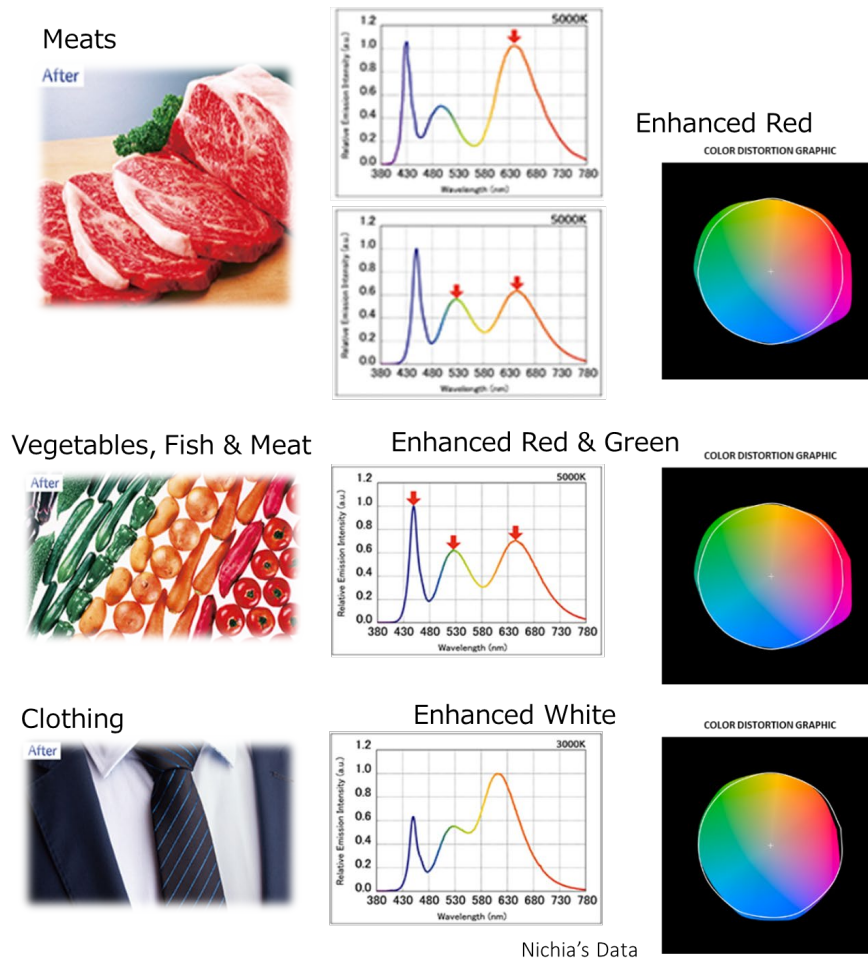 Meats
After
5000K
Relative Emission Intensity (a.u.)
1.2
1.0
0.8
0.6
0.4
0.2
0.0
380 430 480 530 580 630 680 730 780
Wavelength (nm)
Enhanced Red
COLOR DISTORTION GRAPHIC
5000K
Relative Emission Intensity (a.u.)
1.2
1.0
0.8
0.6
0.4
0.2
0.0
380 430 480 530 580 630 680 730 780
Wavelength (nm)
Vegetables, Fish & Meat
After
Enhanced Red & Green
5000K
Relative Emission Intensity (a.u.)
1.2
1.0
0.8
0.6
0.4
0.2
0.0
380 430 480 530 580 630 680 730 780
Wavelength (nm)
COLOR DISTORTION GRAPHIC
Clothing
After
Enhanced White
3000K
Relative Emission Intensity (a.u.)
1.2
1.0
0.8
0.6
0.4
0.2
0.0
380 430 480 530 580 630 680 730 780
Wavelength (nm)
COLOR DISTORTION GRAPHIC
Nichia's Data